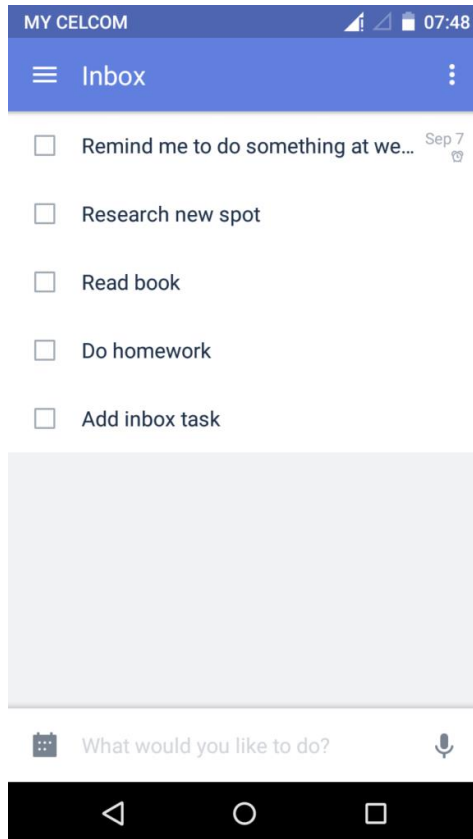 MY CELCOM 07:48
Inbox
Remind me to do something at we... Sep 7
Research new spot
Read book
Do homework
Add inbox task
What would you like to do?